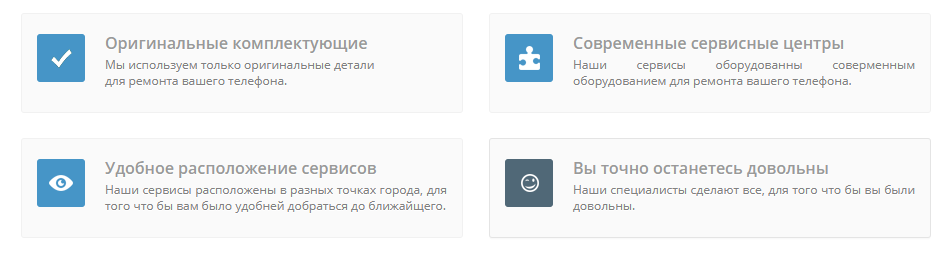 Оригинальные комплектующие
Мы используем только оригинальные детали
для ремонта вашего телефона.
Современные сервисные центры
Наши сервисы оборудованны соверменным
оборудованием для ремонта вашего телефона.
Удобное расположение сервисов
Наши сервисы расположены в разных точках города, для
того что бы вам было удобней добраться до ближайщего.
Вы точно останетесь довольны
Наши специалисты сделают все, для того что бы вы были
довольны.